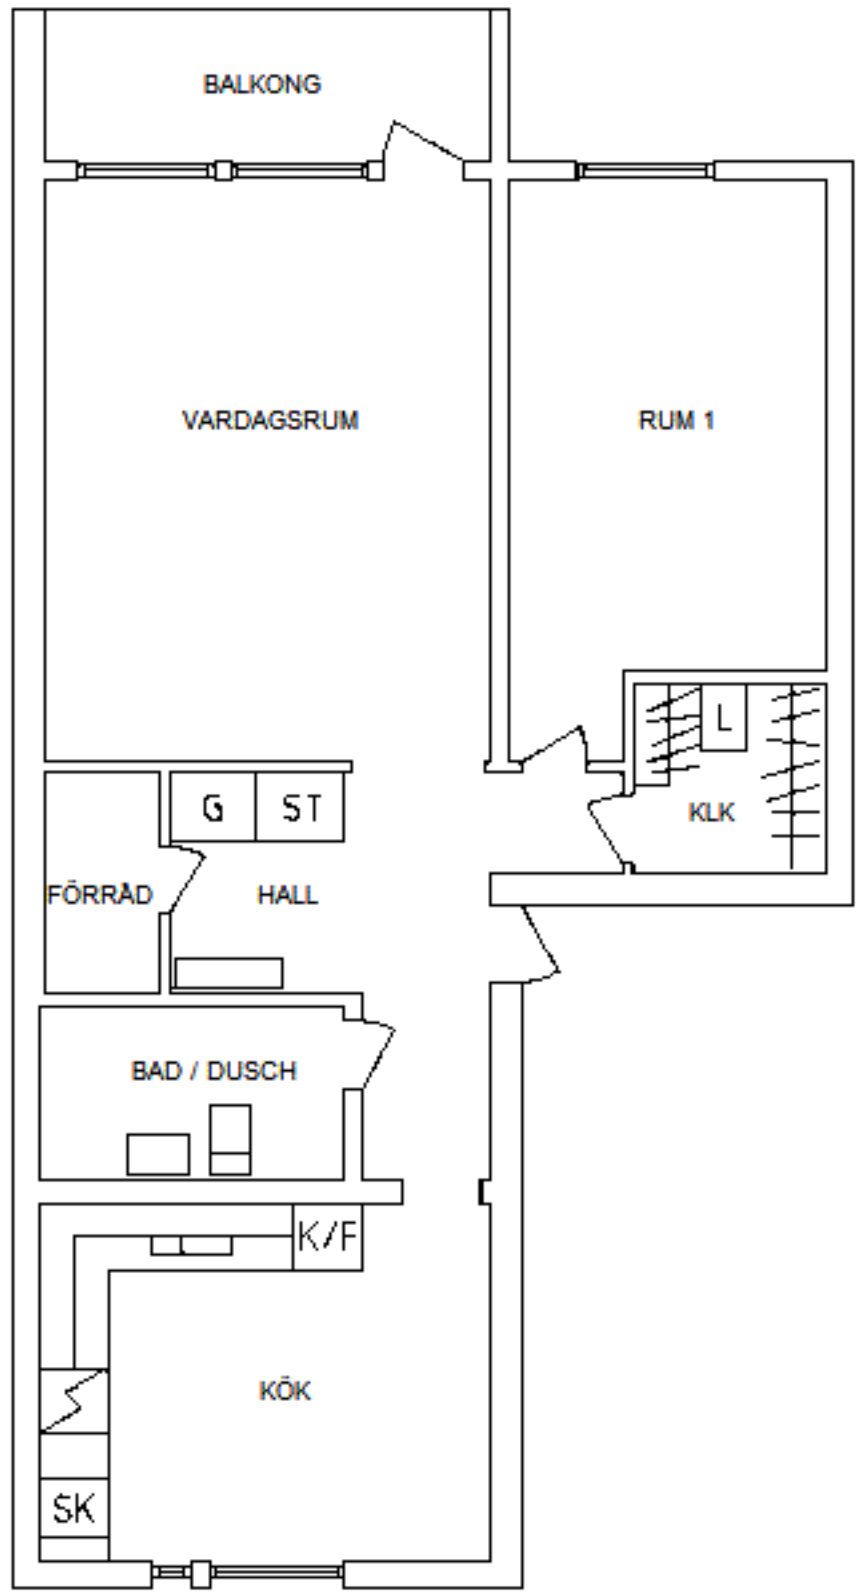 BALKONG
VARDAGSRUM
RUM 1
L
G
ST
KLK
FÖRRÅD
HALL
BAD / DUSCH
K/F
KÖK
SK